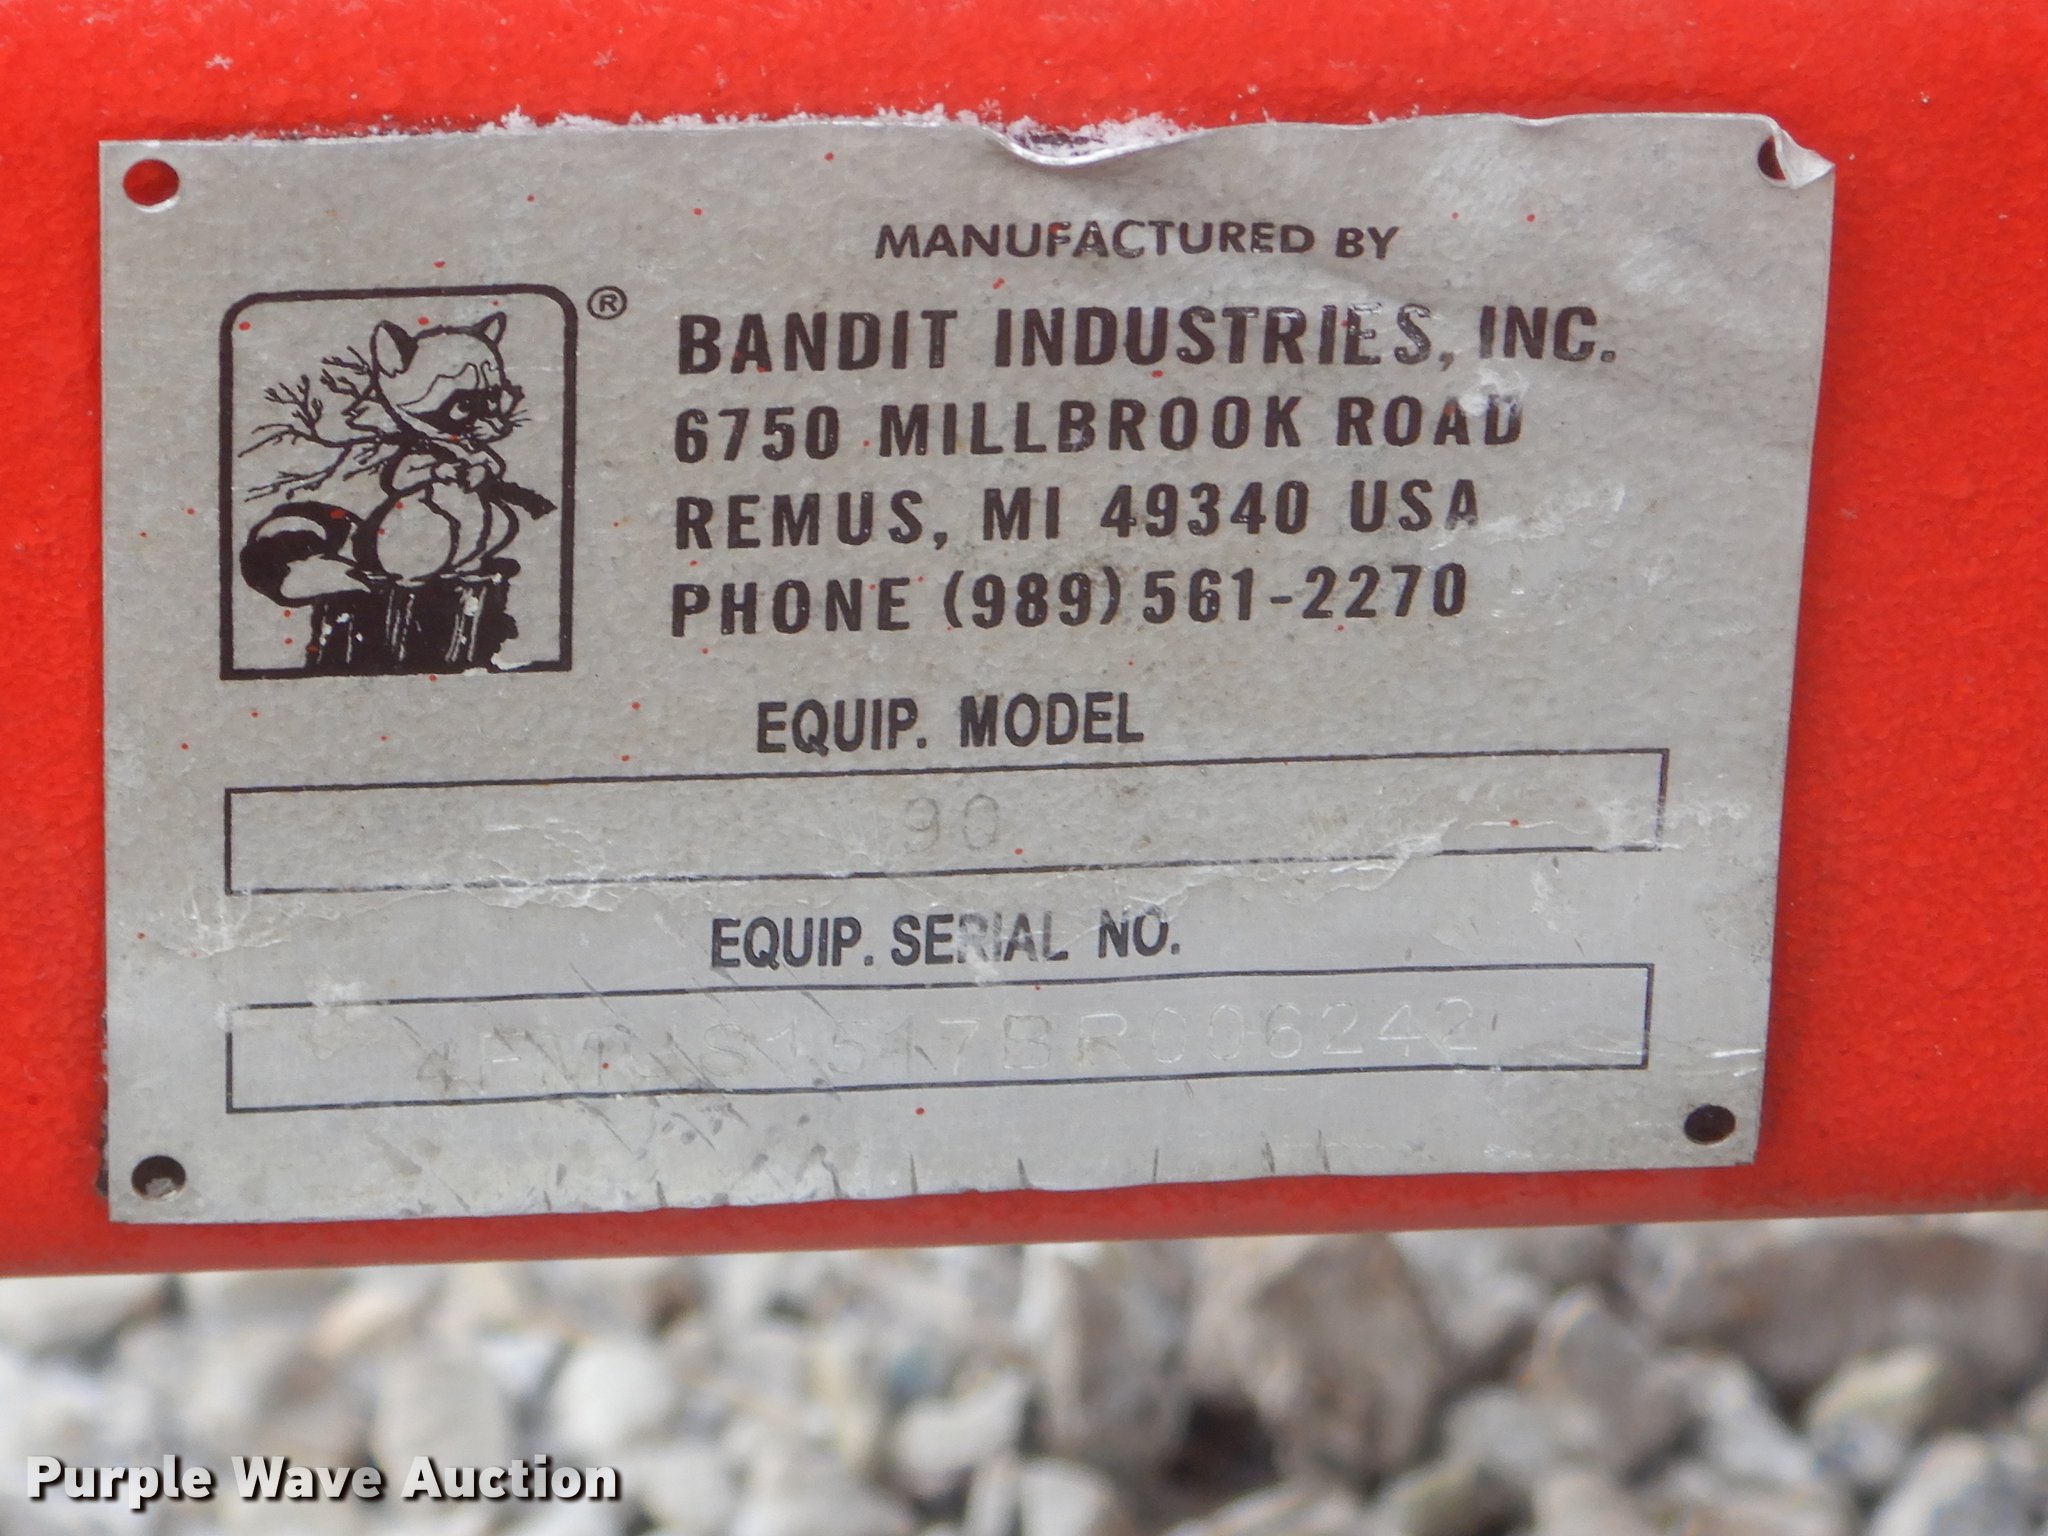 MANUFACTURED BY
®
BANDIT INDUSTRIES, INC.
6750 MILLBROOK ROAD
REMUS, MI 49340 USA
PHONE (989) 561-2270
EQUIP. MODEL
90
EQUIP. SERIAL NO.
Purple Wave Auction